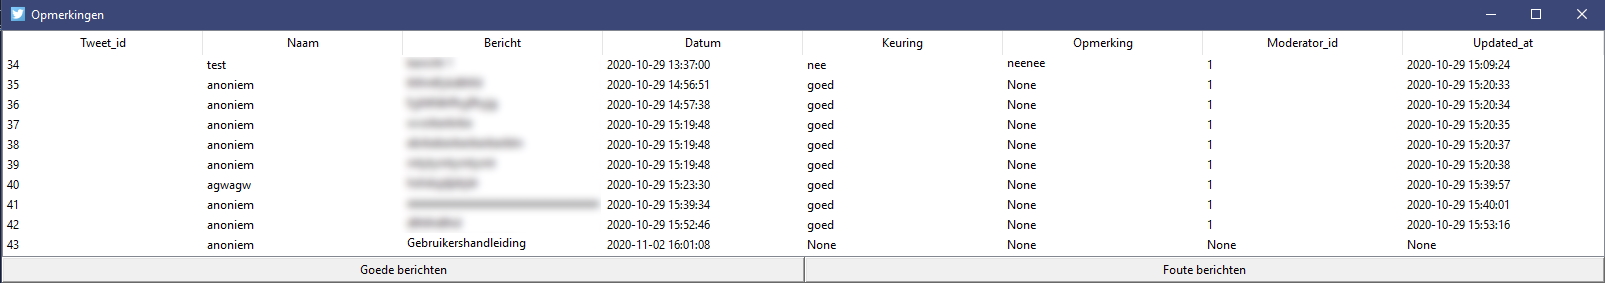 Opmerkingen
Tweet_id Naam Bericht Datum Keuring Opmerking Moderator_id Updated_at
34 test 2020-10-29 13:37:00 nee neenee 1 2020-10-29 15:09:24
35 anoniem 2020-10-29 14:56:51 goed None 1 2020-10-29 15:20:33
36 anoniem 2020-10-29 14:57:38 goed None 1 2020-10-29 15:20:34
37 anoniem 2020-10-29 15:19:48 goed None 1 2020-10-29 15:20:35
38 anoniem 2020-10-29 15:19:48 goed None 1 2020-10-29 15:20:37
39 anoniem 2020-10-29 15:19:48 goed None 1 2020-10-29 15:20:38
40 agwagw 2020-10-29 15:23:30 goed None 1 2020-10-29 15:39:57
41 anoniem 2020-10-29 15:39:34 goed None 1 2020-10-29 15:40:01
42 anoniem 2020-10-29 15:52:46 goed None 1 2020-10-29 15:53:16
43 anoniem Gebruikershandleiding 2020-11-02 16:01:08 None None None None
Goede berichten Foute berichten